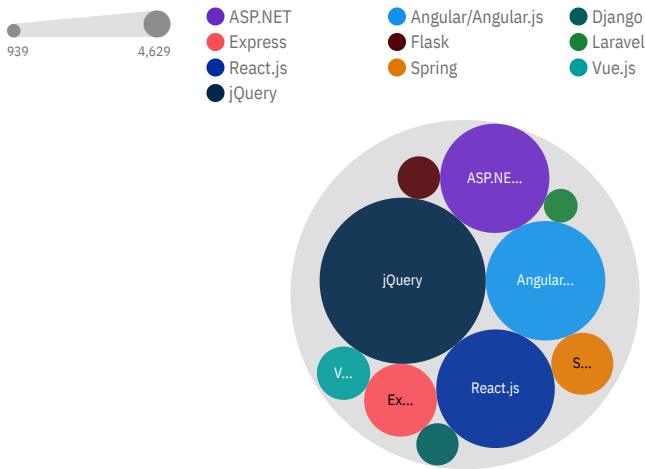 939
4,629
ASP.NET
Angular/Angular.js
Django
Express
Flask
Laravel
React.js
Spring
Vue.js
jQuery
ASP.NE...
jQuery
Angular...
S...
V...
React.js
Ex...